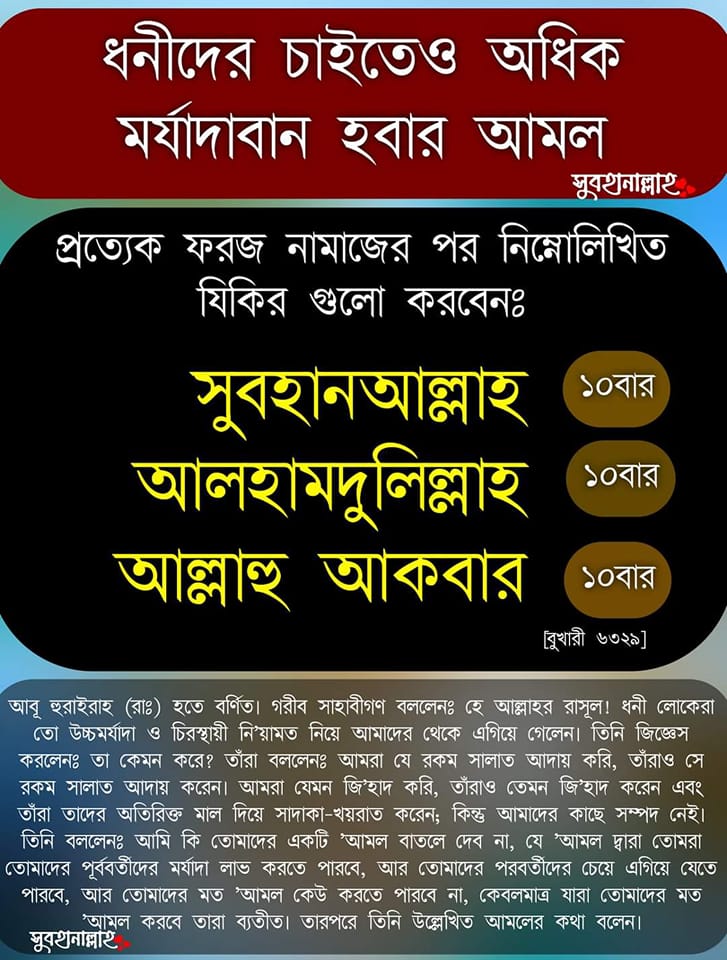 ধনীদের চাইতেও অধিক
মর্যাদাবান হবার আমল
সুবহানাল্লাহ
প্রত্যেক ফরজ নামাজের পর নিম্নোলিখিত
যিকির গুলো করবেনঃ
সুবহানআল্লাহ ১০বার
আলহামদুলিল্লাহ ১০বার
আল্লাহু আকবার ১০বার
[বুখারী ৬৩২৯]
আবূ হুরাইরাহ (রাঃ) হতে বর্ণিত। গরীব সাহাবীগণ বললেনঃ হে আল্লাহর রাসূল! ধনী লোকেরা
তো উচ্চমর্যাদা ও চিরস্থায়ী নি’য়ামত নিয়ে আমাদের থেকে এগিয়ে গেলেন। তিনি জিজ্ঞেস
করলেনঃ তা কেমন করে? তাঁরা বললেনঃ আমরা যে রকম সালাত আদায় করি, তাঁরাও সে
রকম সালাত আদায় করেন। আমরা যেমন জি’হাদ করি, তাঁরাও তেমন জি’হাদ করেন এবং
তাঁরা তাদের অতিরিক্ত মাল দিয়ে সাদাকা-খয়রাত করেন; কিন্তু আমাদের কাছে সম্পদ নেই।
তিনি বললেনঃ আমি কি তোমাদের একটি ’আমল বাতলে দেব না, যে ’আমল দ্বারা তোমরা
তোমাদের পূর্ববর্তীদের মর্যাদা লাভ করতে পারবে, আর তোমাদের পরবর্তীদের চেয়ে এগিয়ে যেতে
পারবে, আর তোমাদের মত ’আমল কেউ করতে পারবে না, কেবলমাত্র যারা তোমাদের মত
’আমল করবে তারা ব্যতীত। তারপরে তিনি উল্লেখিত আমলের কথা বলেন।
সুবহানাল্লাহ